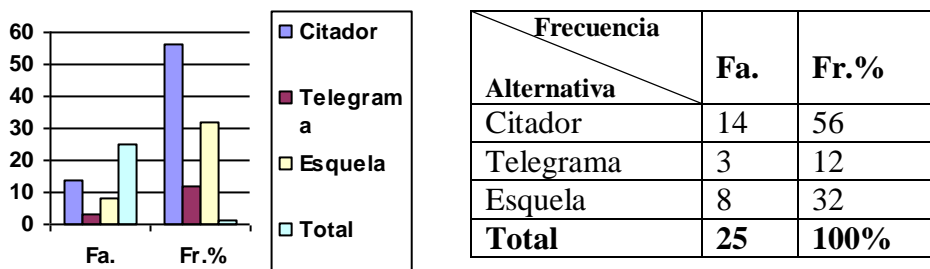 60
50
40
30
20
10
0
Fa.
Fr.%
Citador
Telegram
a
Esquela
Total
Frecuencia
Alternativa
Fa.
Fr.%
Citador 14 56
Telegrama 3 12
Esquela 8 32
Total 25 100%